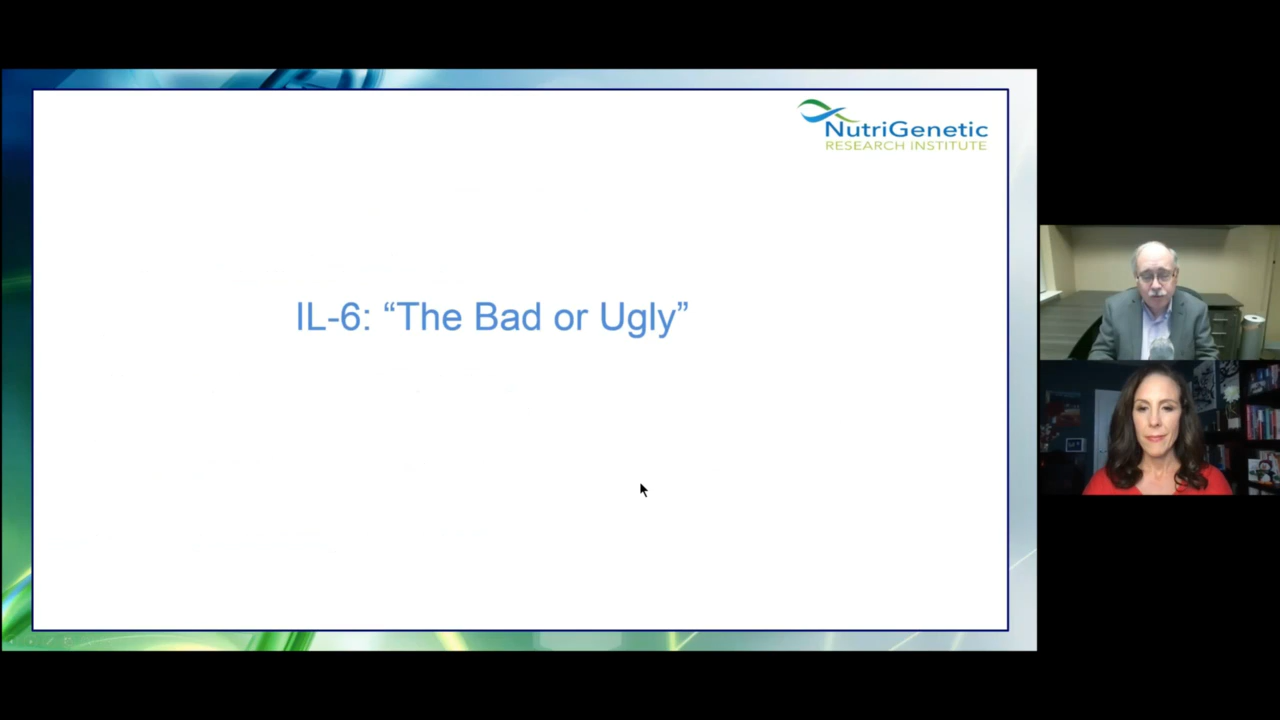 NutriGenetic
RESEARCH INSTITUTE
IL-6: “The Bad or Ugly”